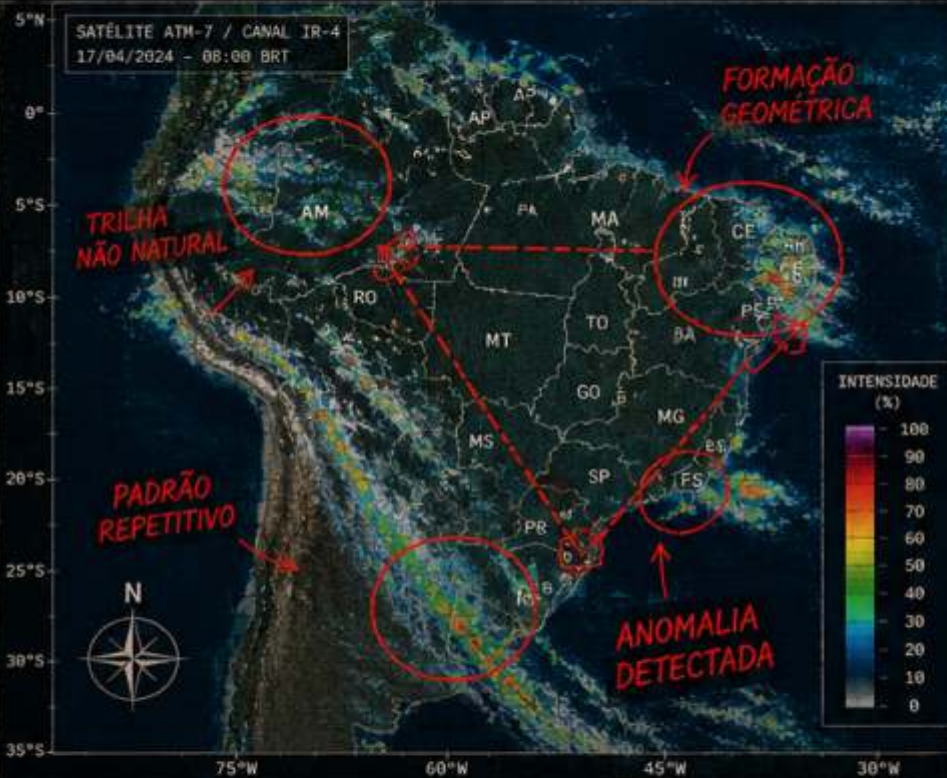 SATÉLITE ATM-7 / CANAL IR-4
17/04/2024 - 08:00 BRT
5°N
0°
5°S
10°S
15°S
20°S
25°S
30°S
35°S
FORMAÇÃO
GEOMÉTRICA
TRILHA
NÃO NATURAL
AP
AM
PA
MA
CE
RO
MT
TO
BA
GO
MG
MS
SP
FS
PR
PADRÃO
REPETITIVO
ANOMALIA
DETECTADA
N
INTENSIDADE
(%)
100
90
80
70
60
50
40
30
20
10
0
75°W
60°W
45°W
30°W